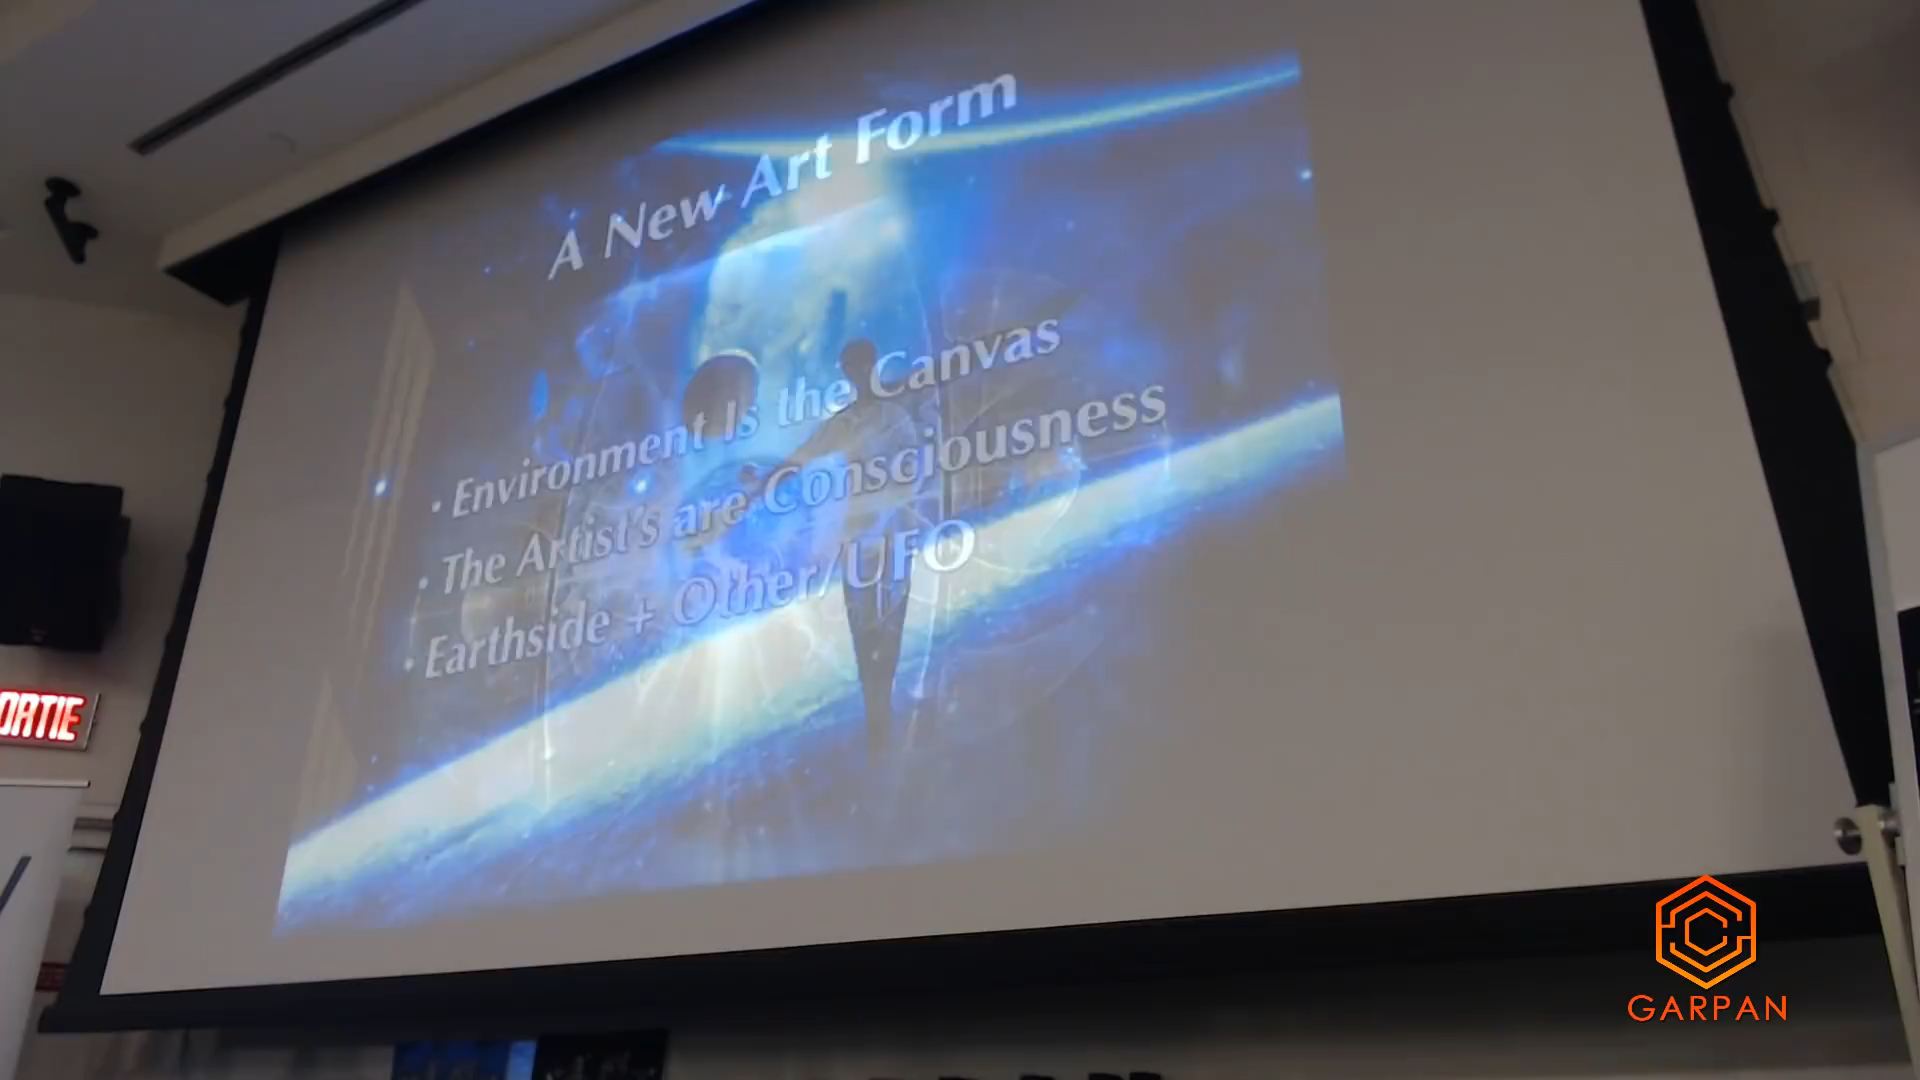 A New Art Form
• Environment Is the Canvas
• The Artist's are Consciousness
• Earthside + Other/UFO
ORTIE
GARPAN